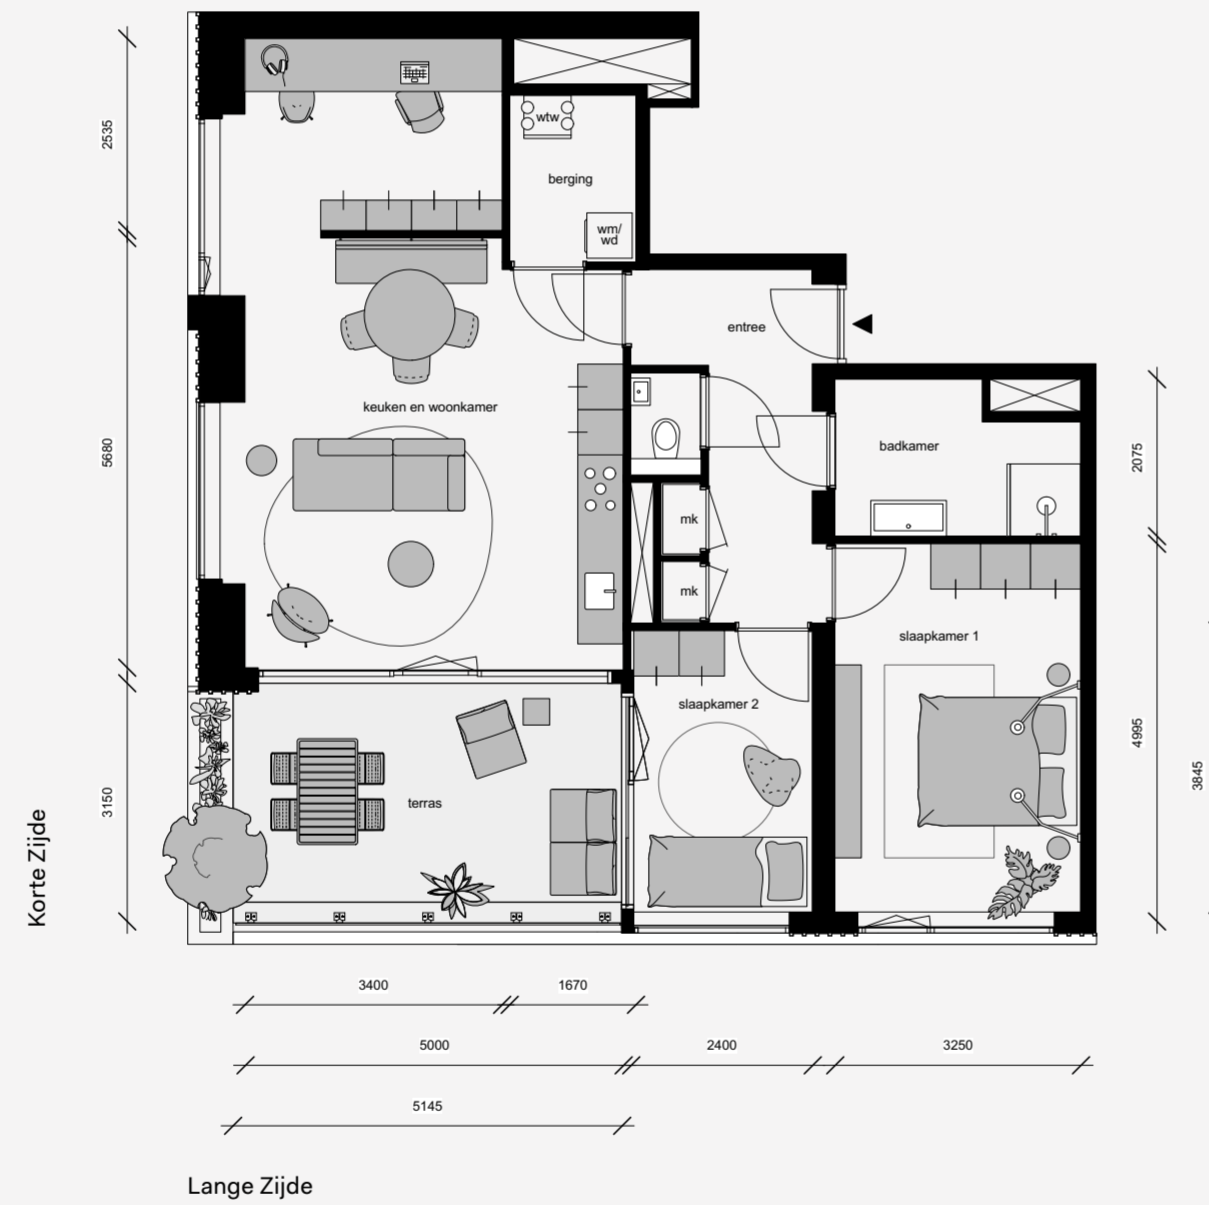 2535
wtw
berging
wm/
wd
entree
keuken en woonkamer
badkamer
5680
2075
mk
mk
slaapkamer 1
slaapkamer 2
4995
3845
3150
terras
Korte Zijde
3400
1670
5000
2400
3250
5145
Lange Zijde